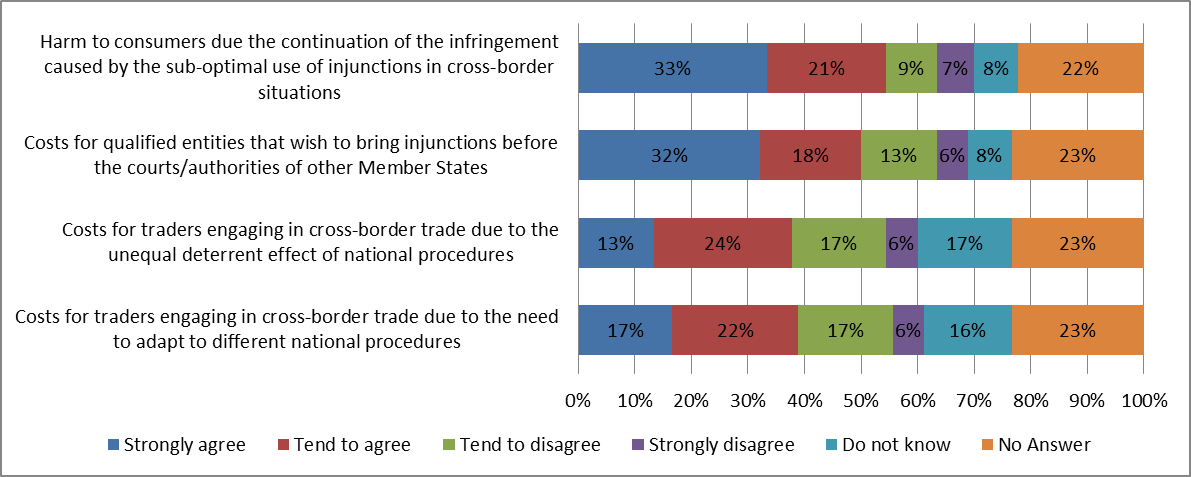 Harm to consumers due the continuation of the infringement
caused by the sub-optimal use of injunctions in cross-border
situations
33% 21% 9% 7% 8% 22%
Costs for qualified entities that wish to bring injunctions before
the courts/authorities of other Member States
32% 18% 13% 6% 8% 23%
Costs for traders engaging in cross-border trade due to the
unequal deterrent effect of national procedures
13% 24% 17% 6% 17% 23%
Costs for traders engaging in cross-border trade due to the need
to adapt to different national procedures
17% 22% 17% 6% 16% 23%
0% 10% 20% 30% 40% 50% 60% 70% 80% 90% 100%
Strongly agree Tend to agree Tend to disagree Strongly disagree Do not know No Answer